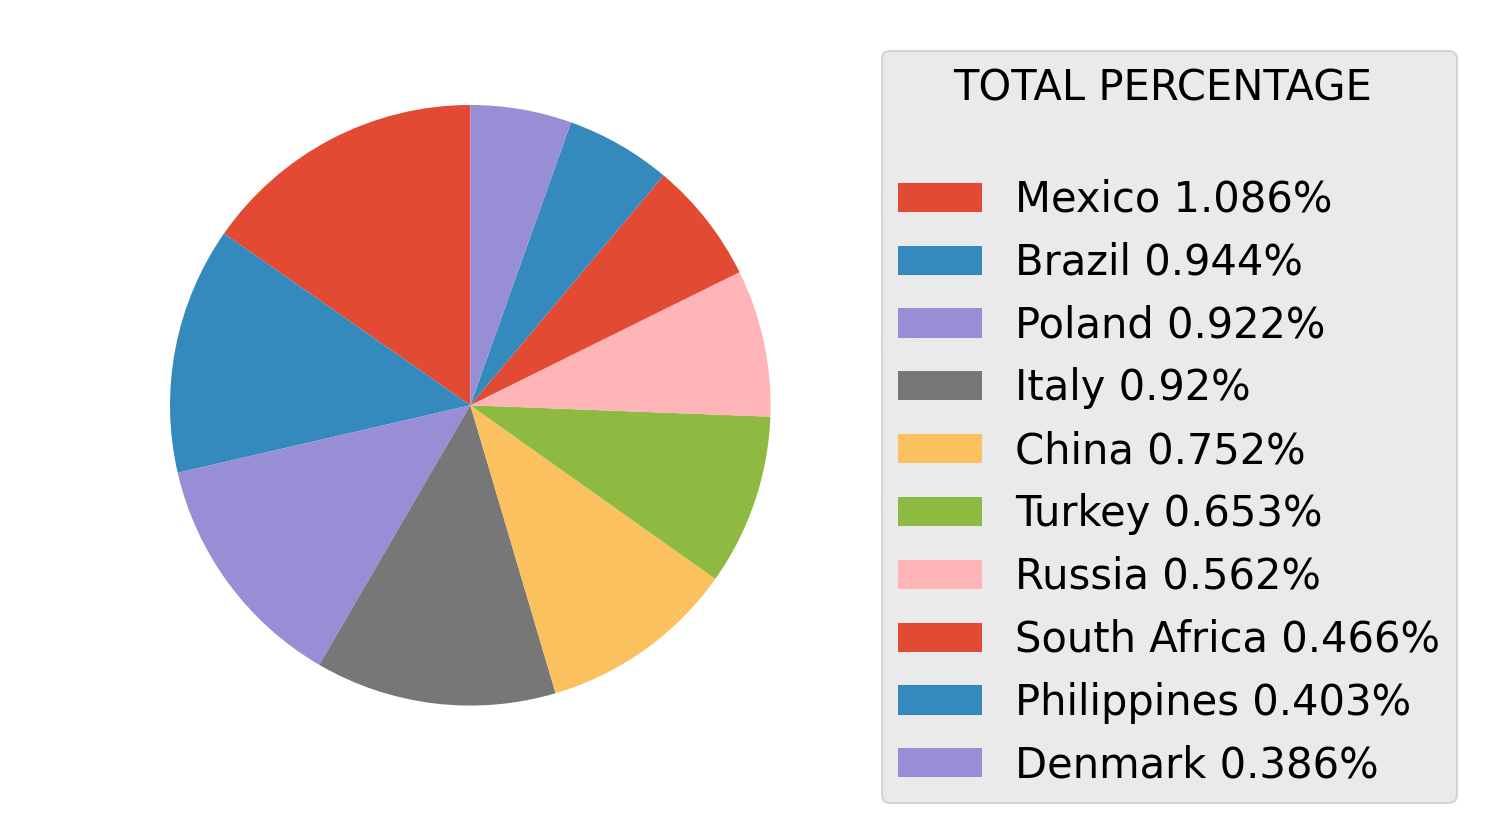 TOTAL PERCENTAGE
Mexico 1.086%
Brazil 0.944%
Poland 0.922%
Italy 0.92%
China 0.752%
Turkey 0.653%
Russia 0.562%
South Africa 0.466%
Philippines 0.403%
Denmark 0.386%